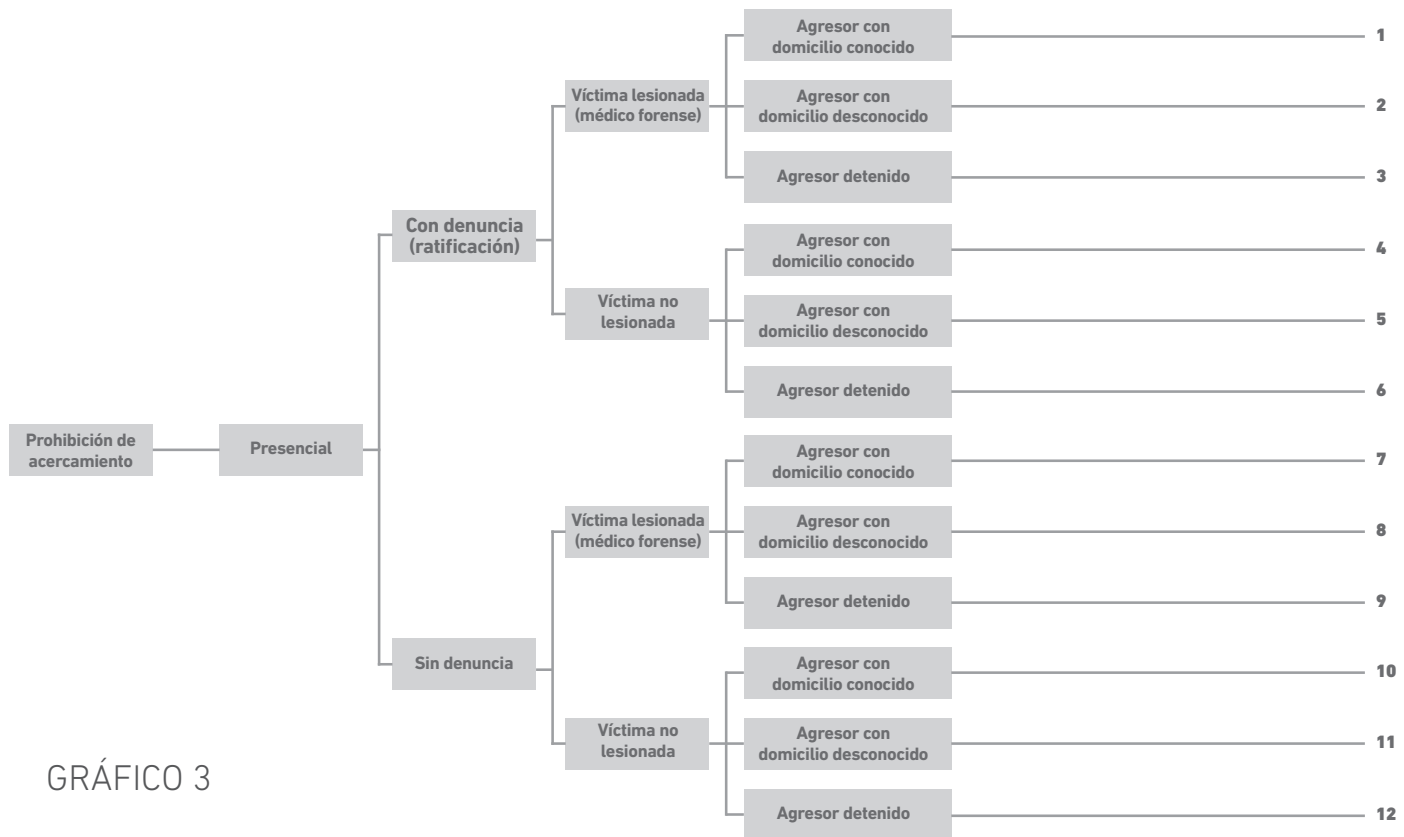 Prohibición de
acercamiento
Presencial
Con denuncia
(ratificación)
Víctima lesionada
(médico forense)
Agresor con
domicilio conocido
1
Agresor con
domicilio desconocido
2
Agresor detenido
3
Víctima no
lesionada
Agresor con
domicilio conocido
4
Agresor con
domicilio desconocido
5
Agresor detenido
6
Sin denuncia
Víctima lesionada
(médico forense)
Agresor con
domicilio conocido
7
Agresor con
domicilio desconocido
8
Agresor detenido
9
Víctima no
lesionada
Agresor con
domicilio conocido
10
Agresor con
domicilio desconocido
11
Agresor detenido
12
GRÁFICO 3